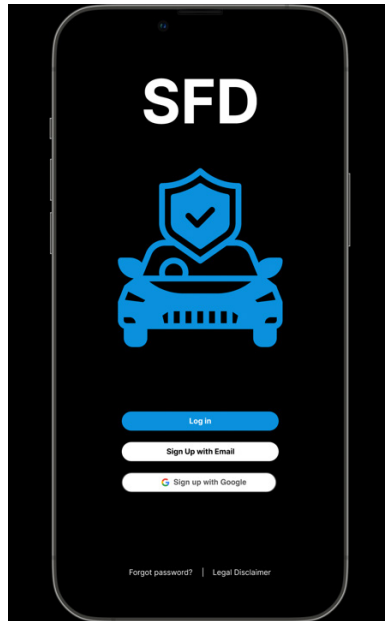 SFD
Log in
Sign Up with Email
Sign up with Google
Forgot password? | Legal Disclaimer